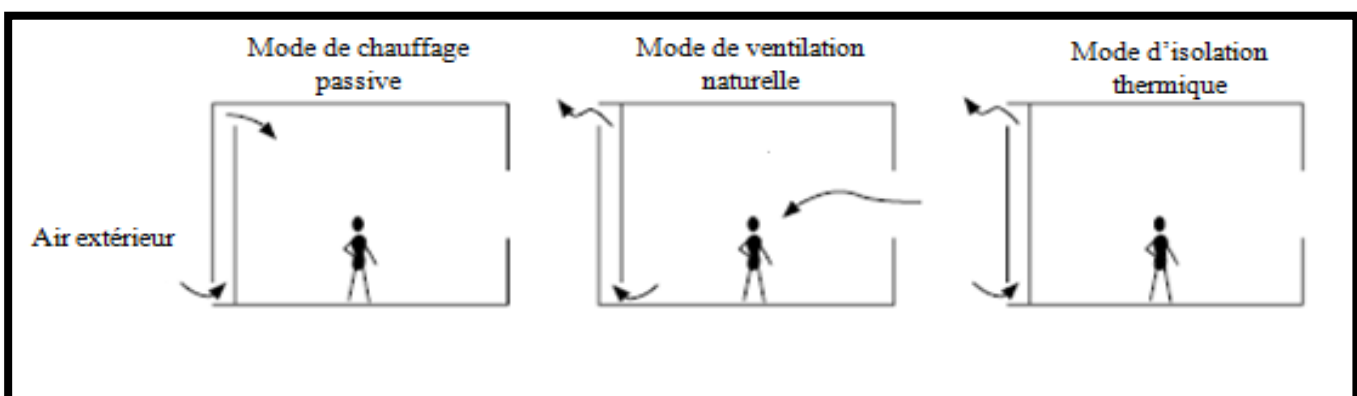 Mode de chauffage
passive
Mode de ventilation
naturelle
Mode d'isolation
thermique
Air extérieur